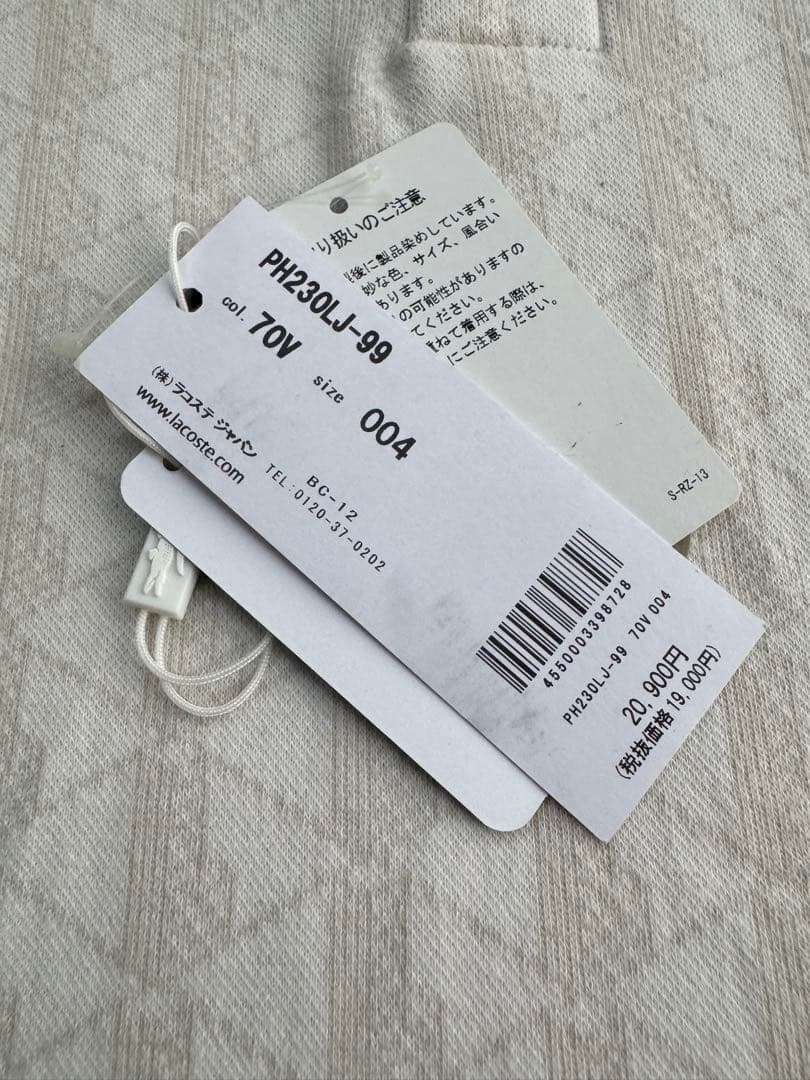 PH230LJ-99
col. 70V size 004
(株)ラコステ ジャパン
www.lacoste.com
BC-12
TEL:0120-37-0202
4550003398728
PH230LJ-99 70V 004
20,900円
(税抜価格 19,000円)
り扱いのご注意
後に製品染めしています。
妙な色、サイズ、風合い
あります。
の可能性がありますの
てください。
ねて着用する際は、
にご注意ください。
S-RZ-13